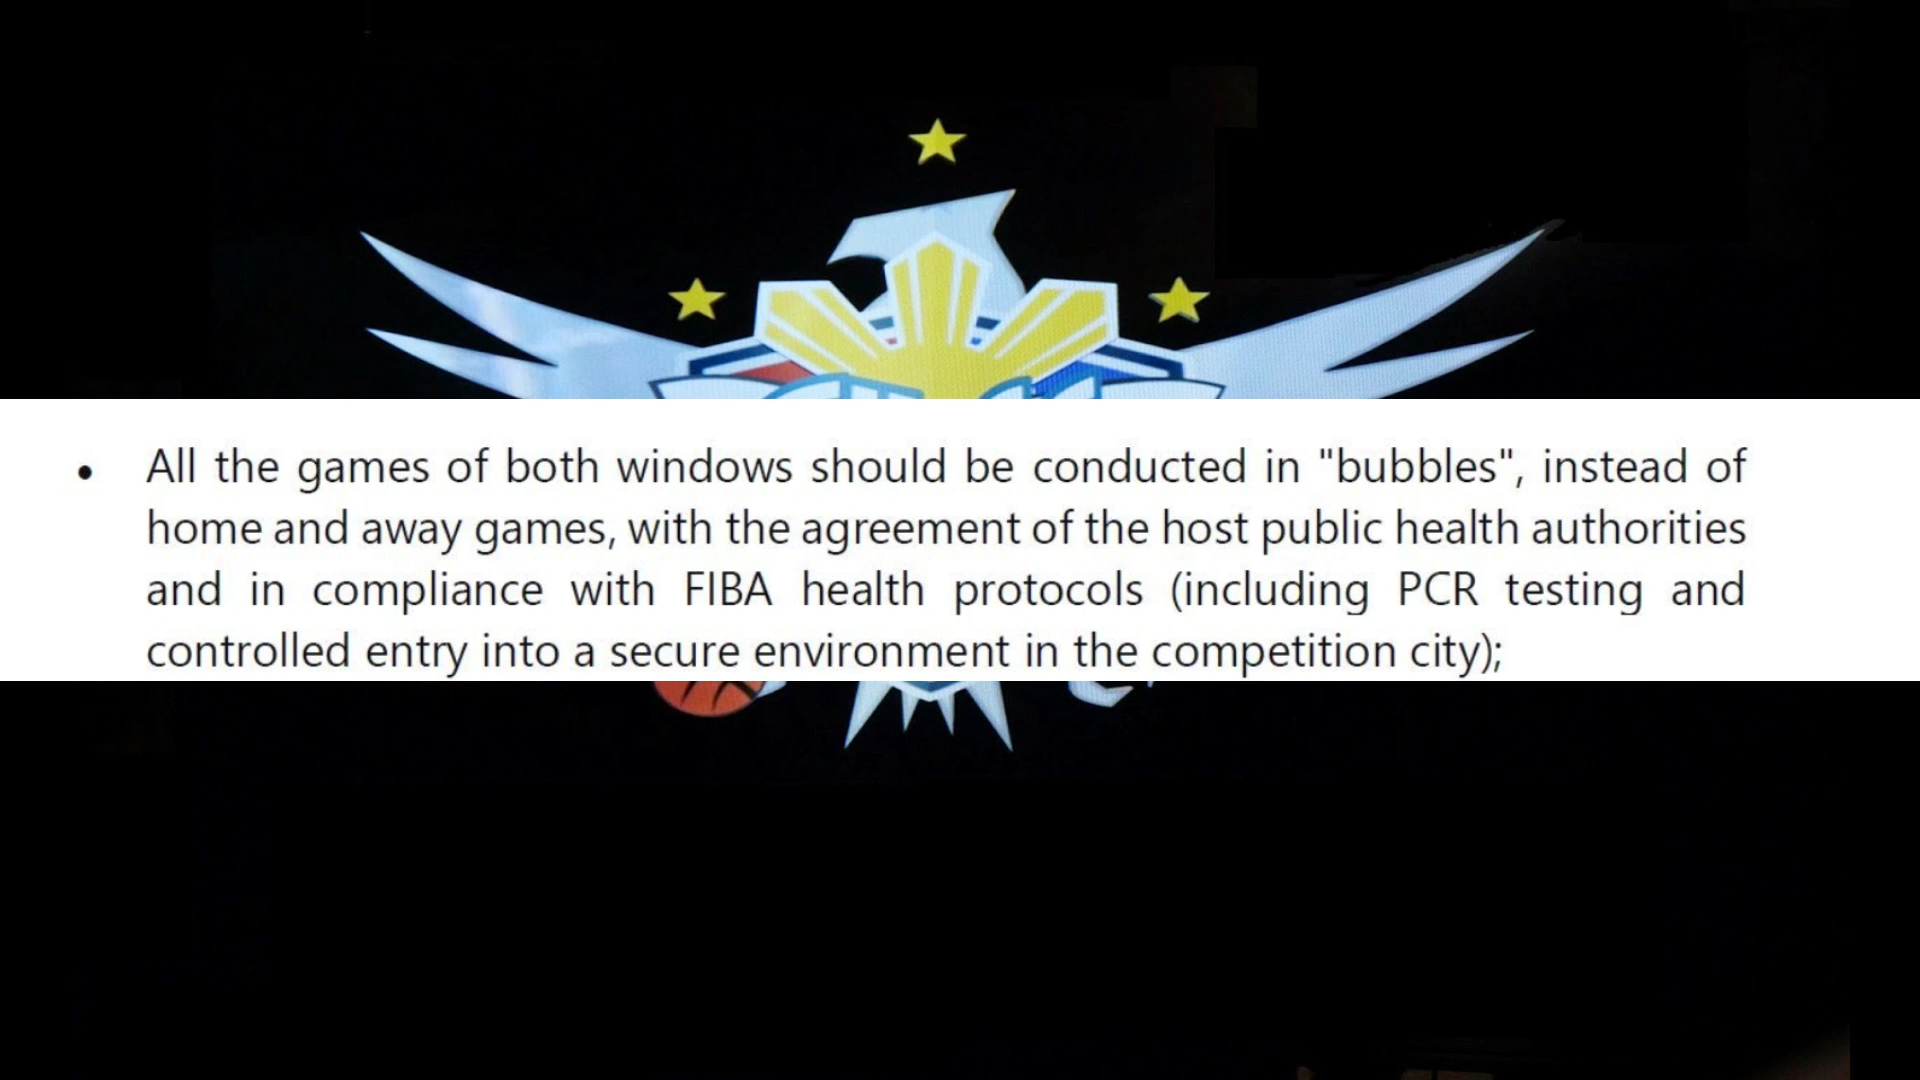 • All the games of both windows should be conducted in "bubbles", instead of
home and away games, with the agreement of the host public health authorities
and in compliance with FIBA health protocols (including PCR testing and
controlled entry into a secure environment in the competition city);